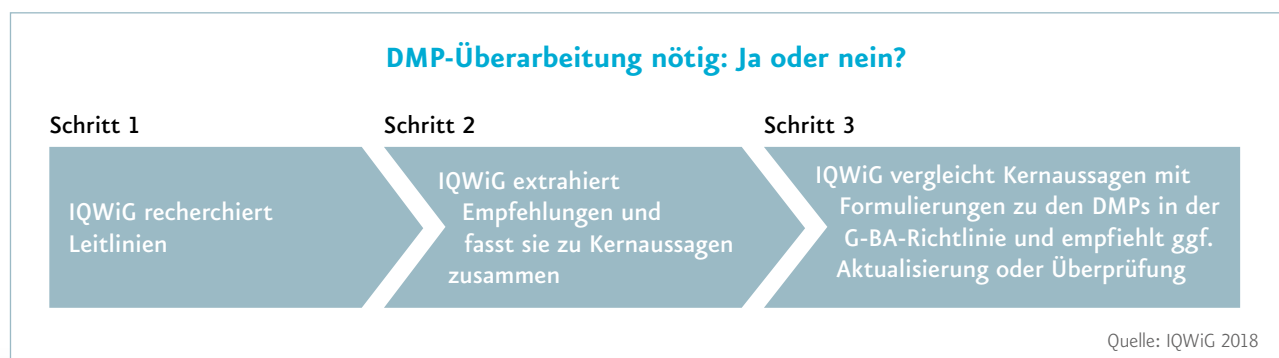 DMP-Überarbeitung nötig: Ja oder nein?
Schritt 1
IQWiG recherchiert
Leitlinien
Schritt 2
IQWiG extrahiert
Empfehlungen und
fasst sie zu Kernaussagen
zusammen
Schritt 3
IQWiG vergleicht Kernaussagen mit
Formulierungen zu den DMPs in der
G-BA-Richtlinie und empfiehlt ggf.
Aktualisierung oder Überprüfung
Quelle: IQWiG 2018